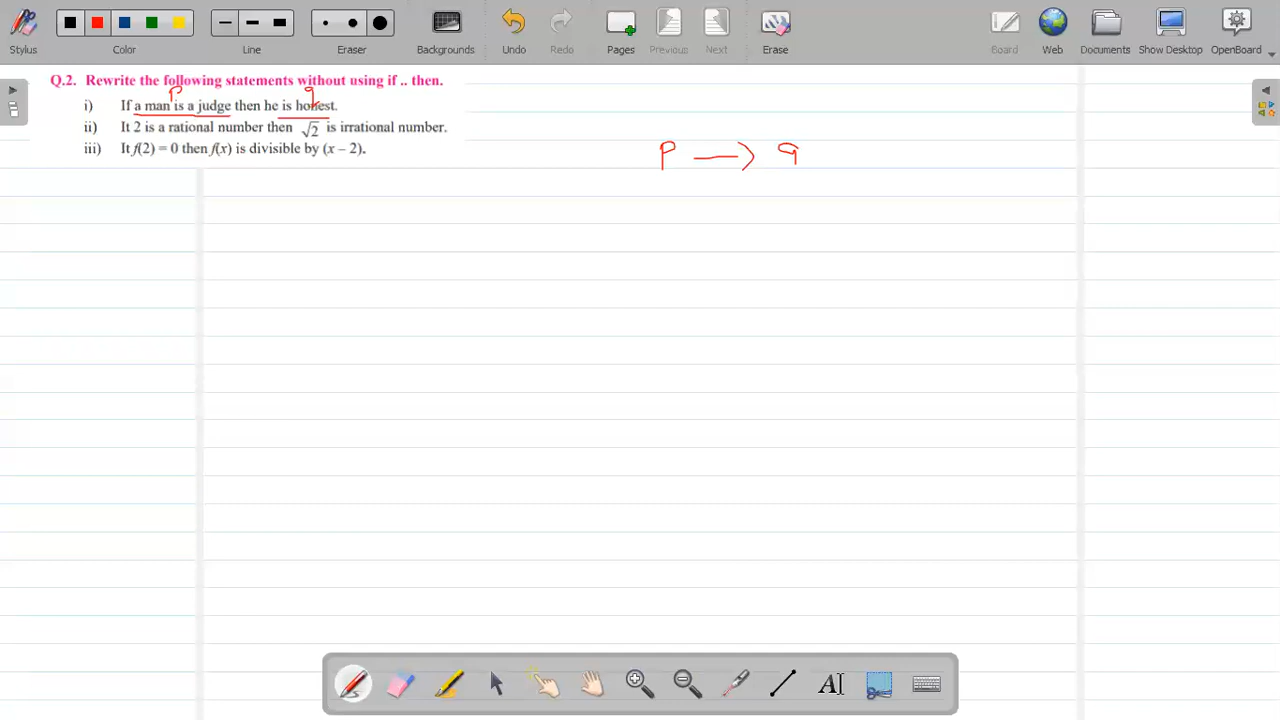 Stylus Color Line Eraser Backgrounds Undo Redo Pages Previous Next Erase Board Web Documents Show Desktop OpenBoard
Q.2. Rewrite the following statements without using if .. then.
p q
i) If a man is a judge then he is honest.
ii) It 2 is a rational number then √2 is irrational number.
iii) It f(2) = 0 then f(x) is divisible by (x – 2).
p → q
AI